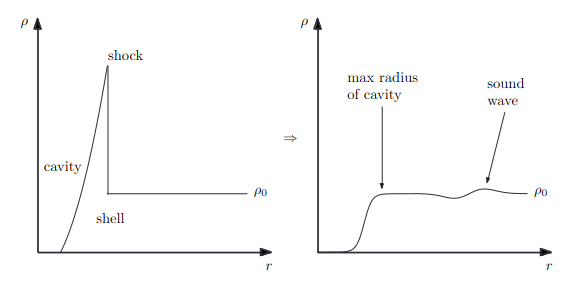 ρ
shock
cavity
ρ₀
shell
r
⇒
ρ
max radius
of cavity
sound
wave
ρ₀
r